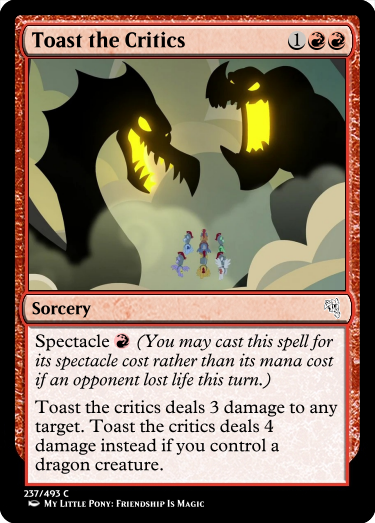 Toast the Critics 1
Sorcery
Spectacle (You may cast this spell for
its spectacle cost rather than its mana cost
if an opponent lost life this turn.)
Toast the critics deals 3 damage to any
target. Toast the critics deals 4
damage instead if you control a
dragon creature.
237/493 C
My Little Pony: Friendship Is Magic